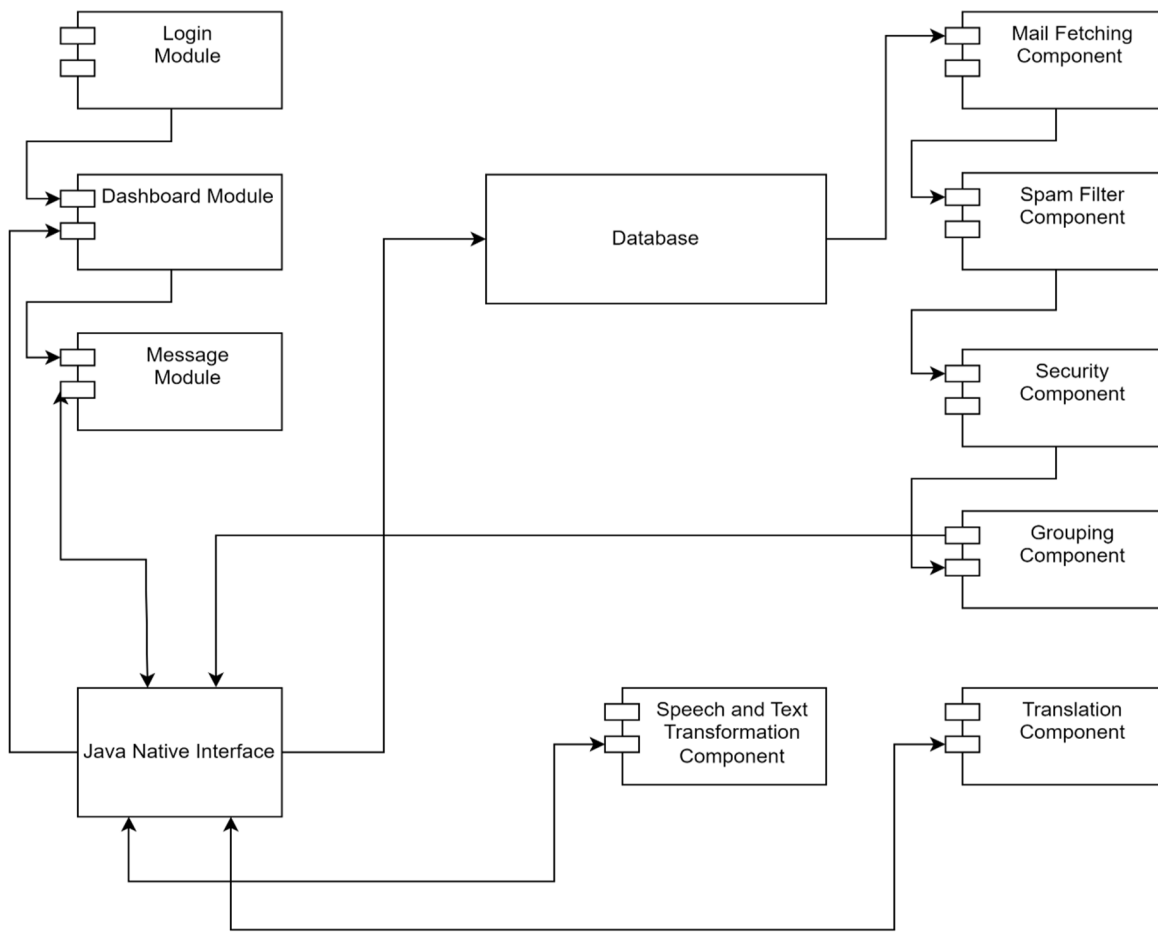 Login
Module
Mail Fetching
Component
Dashboard Module
Database
Spam Filter
Component
Message
Module
Security
Component
Grouping
Component
Java Native Interface
Speech and Text
Transformation
Component
Translation
Component